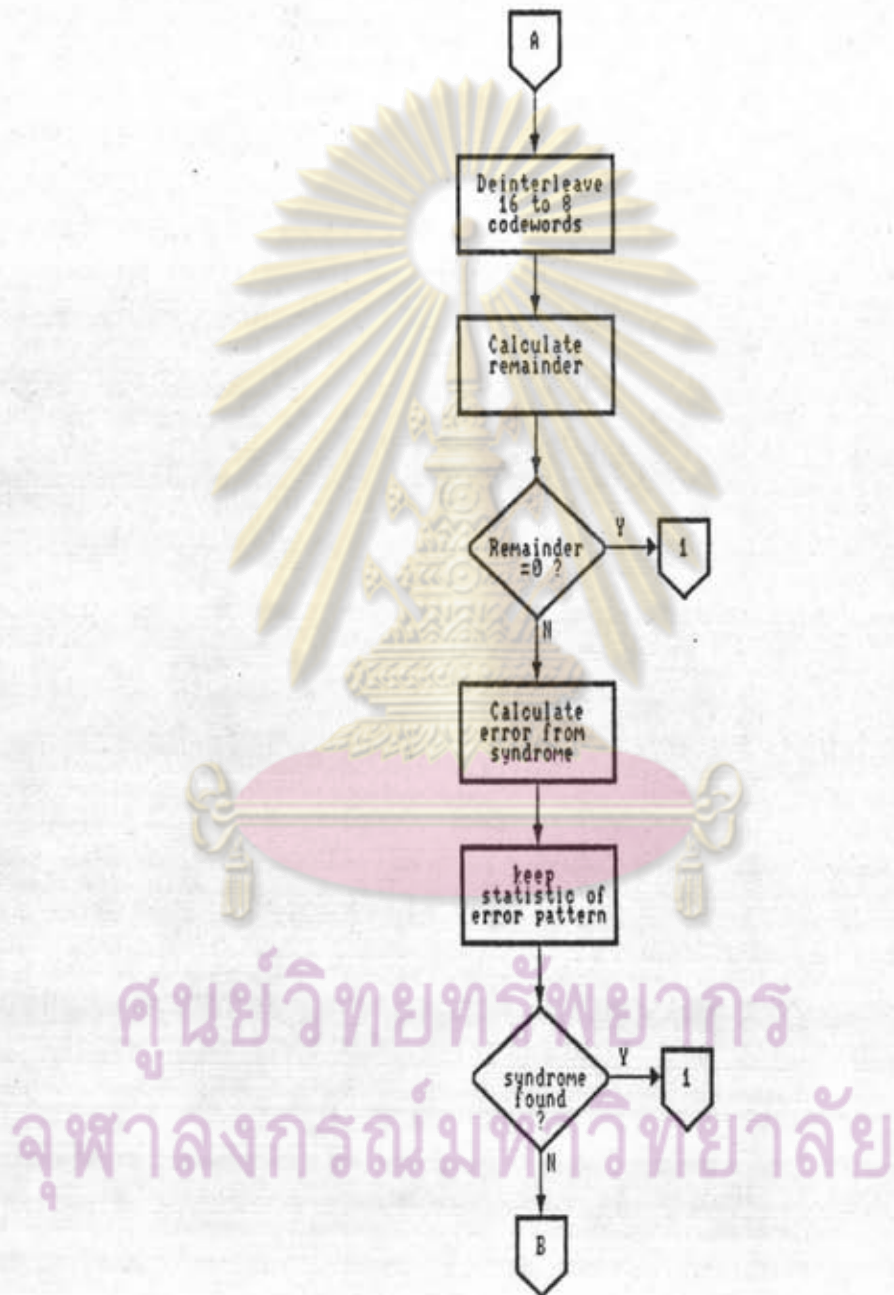 A
Deinterleave
16 to 8
codewords
Calculate
remainder
Remainder
=0 ?
Y
1
N
Calculate
error from
syndrome
keep
statistic of
error pattern
syndrome
found
?
Y
1
N
B
ศูนย์วิทยทรัพยากร
จุฬาลงกรณ์มหาวิทยาลัย